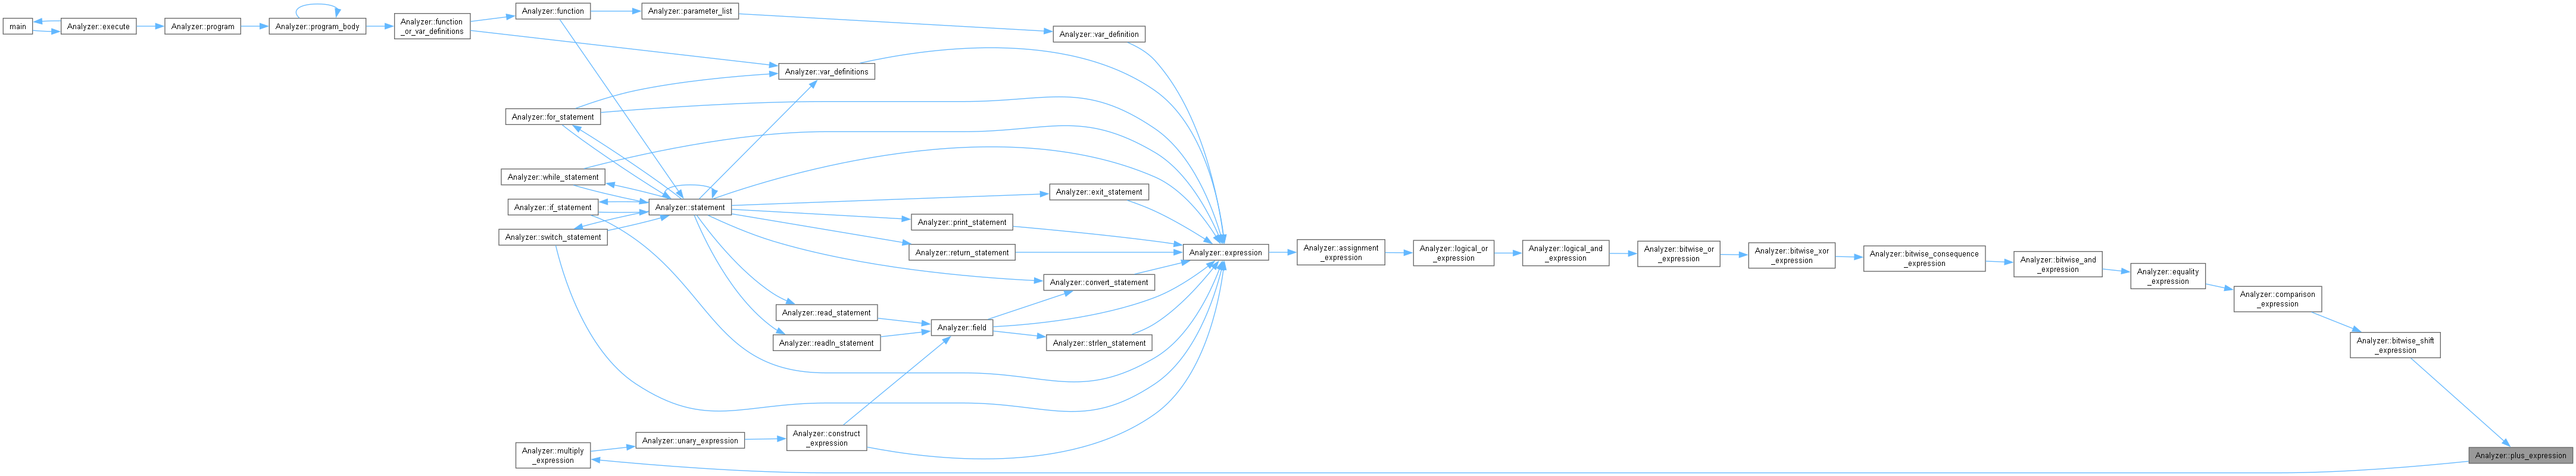 main
Analyzer::execute
Analyzer::program
Analyzer::program_body
Analyzer::function
_or_var_definitions
Analyzer::function
Analyzer::parameter_list
Analyzer::var_definition
Analyzer::var_definitions
Analyzer::for_statement
Analyzer::while_statement
Analyzer::if_statement
Analyzer::switch_statement
Analyzer::statement
Analyzer::exit_statement
Analyzer::print_statement
Analyzer::return_statement
Analyzer::convert_statement
Analyzer::read_statement
Analyzer::readln_statement
Analyzer::field
Analyzer::strlen_statement
Analyzer::expression
Analyzer::assignment
_expression
Analyzer::logical_or
_expression
Analyzer::logical_and
_expression
Analyzer::bitwise_or
_expression
Analyzer::bitwise_xor
_expression
Analyzer::bitwise_consequence
_expression
Analyzer::bitwise_and
_expression
Analyzer::equality
_expression
Analyzer::comparison
_expression
Analyzer::bitwise_shift
_expression
Analyzer::plus_expression
Analyzer::multiply
_expression
Analyzer::unary_expression
Analyzer::construct
_expression